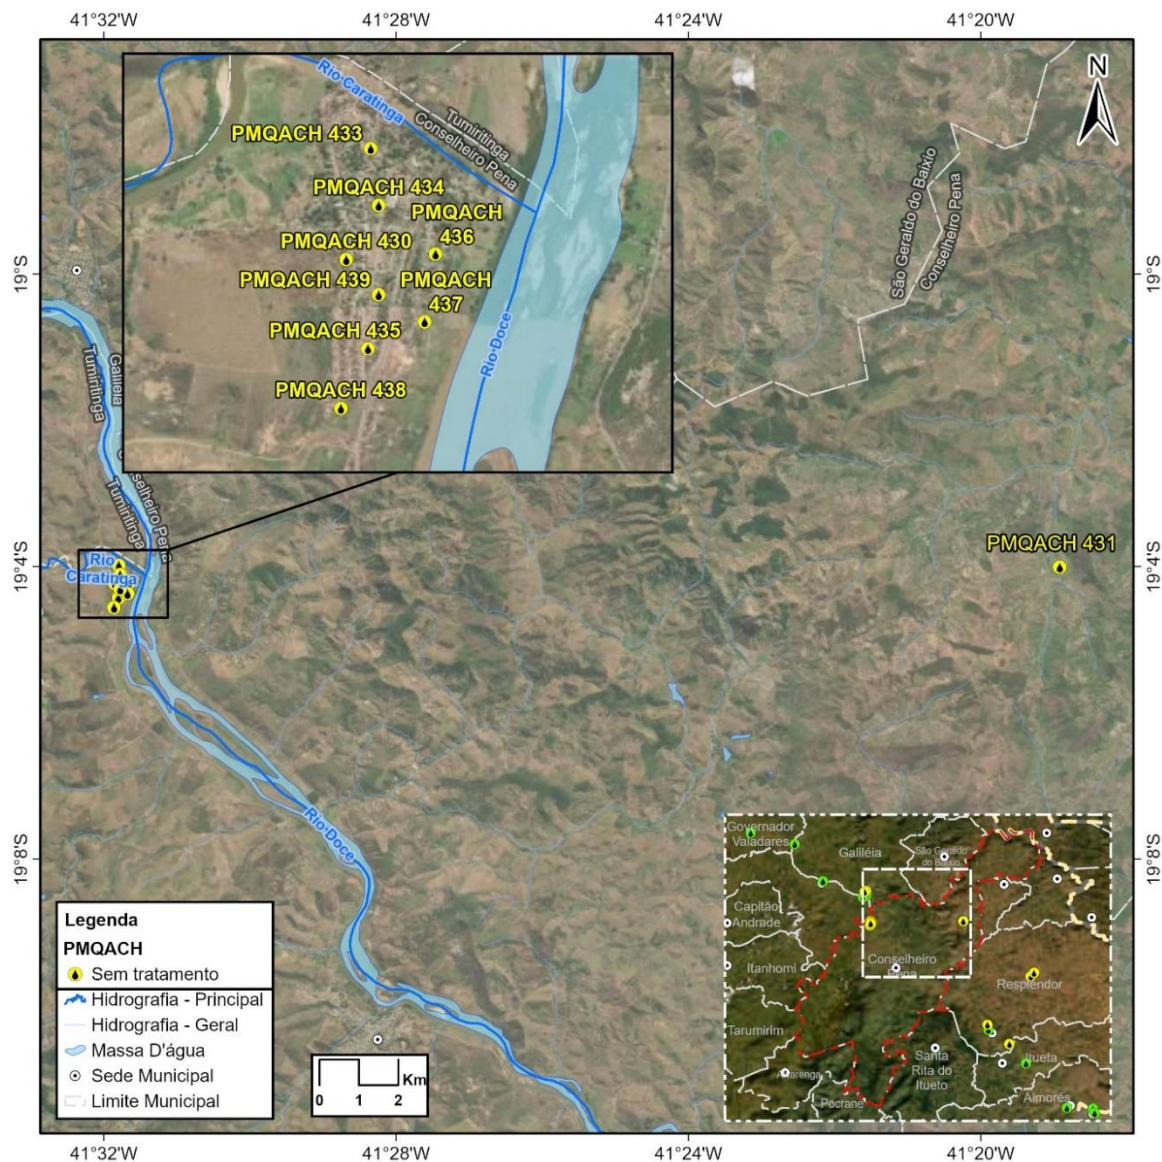 41°32'W
41°28'W
41°24'W
41°20'W
N
Rio Caratinga
Tumiritinga
Conselheiro Pena
PMQACH 433
PMQACH 434
PMQACH
436
PMQACH 430
PMQACH 439
PMQACH
437
PMQACH 435
PMQACH 438
Rio Doce
São Geraldo do Baixio
Conselheiro Pena
19°S
19°S
Galiléia
Tumiritinga
Conselheiro Pena
Tumiritinga
Rio
Caratinga
PMQACH 431
19°4'S
19°4'S
Rio Doce
19°8'S
19°8'S
Legenda
PMQACH
Sem tratamento
Hidrografia - Principal
Hidrografia - Geral
Massa D'água
Sede Municipal
Limite Municipal
Km
0 1 2
Governador
Valadares
Galiléia
São Geraldo
do Baixio
Capitão
Andrade
Itanhomi
Conselheiro
Pena
Resplendor
Tarumirim
Santa
Rita do
Itueto
Itueta
Alvarenga
Pocrane
Aimorés
41°32'W
41°28'W
41°24'W
41°20'W